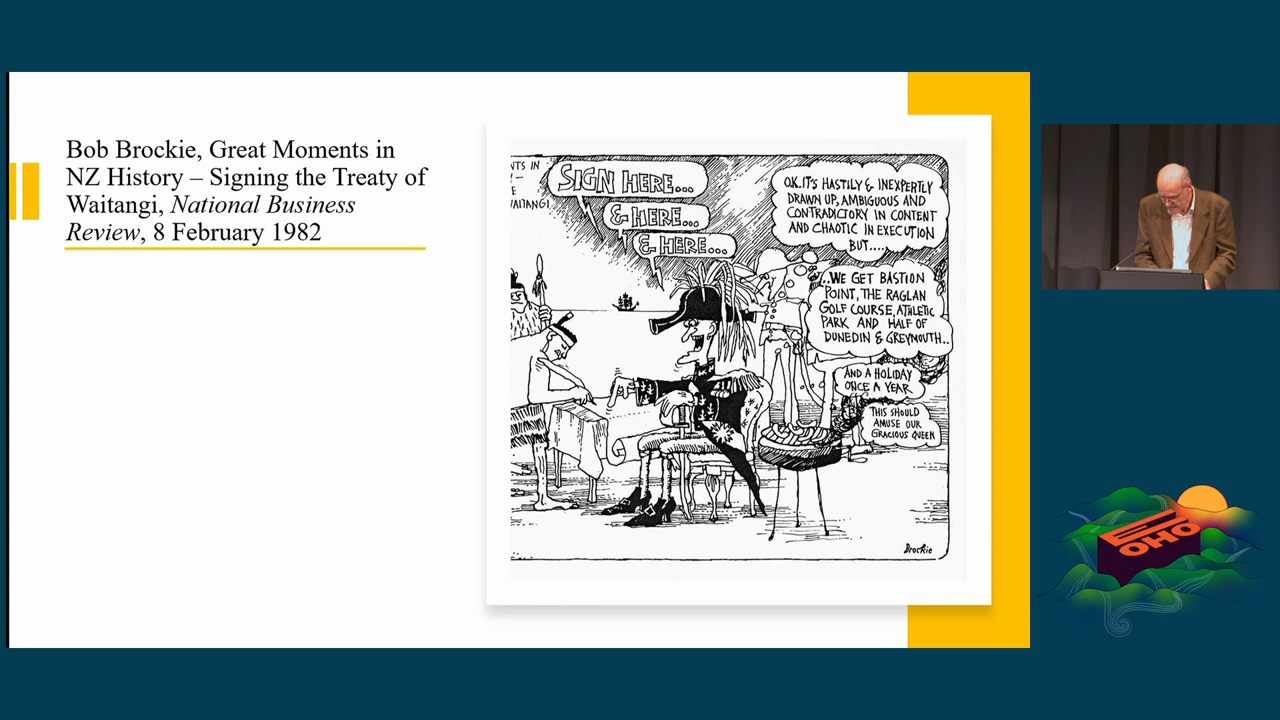 Bob Brockie, Great Moments in
NZ History – Signing the Treaty of
Waitangi, National Business
Review, 8 February 1982
NTS IN
Y –
E
WAITANGI
SIGN HERE...
& HERE...
& HERE...
OK. IT'S HASTILY & INEXPERTLY
DRAWN UP, AMBIGUOUS AND
CONTRADICTORY IN CONTENT
AND CHAOTIC IN EXECUTION
BUT....
..WE GET BASTION
POINT, THE RAGLAN
GOLF COURSE, ATHLETIC
PARK AND HALF OF
DUNEDIN & GREYMOUTH..
AND A HOLIDAY
ONCE A YEAR
THIS SHOULD
AMUSE OUR
GRACIOUS QUEEN
Brockie
E OHO